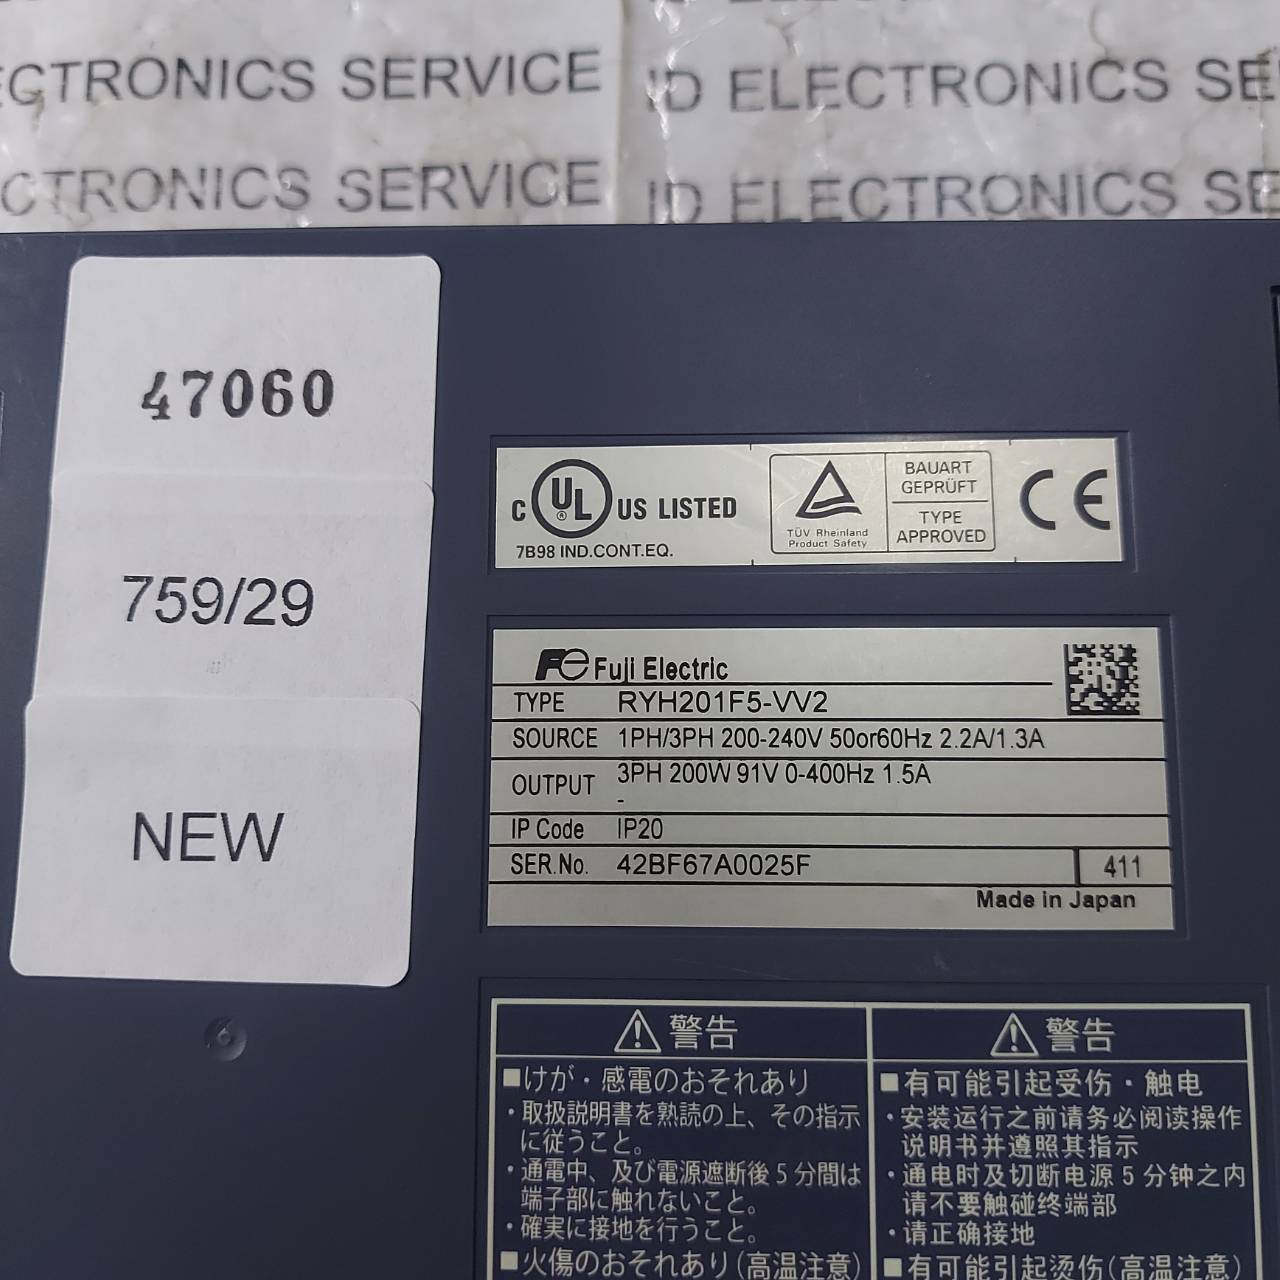 ID ELECTRONICS SERVICE
ECTRONICS SERVICE
ID ELECTRONICS SE
CTRONICS SERVICE
ID ELECTRONICS SE
47060
759/29
NEW
C UL® US LISTED
7B98 IND.CONT.EQ.
TÜV Rheinland
Product Safety
BAUART
GEPRÜFT
TYPE
APPROVED
CE
Fe Fuji Electric
TYPE RYH201F5-VV2
SOURCE 1PH/3PH 200-240V 50or60Hz 2.2A/1.3A
OUTPUT 3PH 200W 91V 0-400Hz 1.5A
-
IP Code IP20
SER.No. 42BF67A0025F 411
Made in Japan
6
警告
■けが・感電のおそれあり
・取扱説明書を熟読の上、その指示
に従うこと。
・通電中、及び電源遮断後5分間は
端子部に触れないこと。
・確実に接地を行うこと。
■火傷のおそれあり(高温注意)
警告
■有可能引起受伤・触电
・安装运行之前请务必阅读操作
说明书并遵照其指示
・通电时及切断电源5分钟之内
请不要触碰终端部
・请正确接地
■有可能引起烫伤(高温注意)